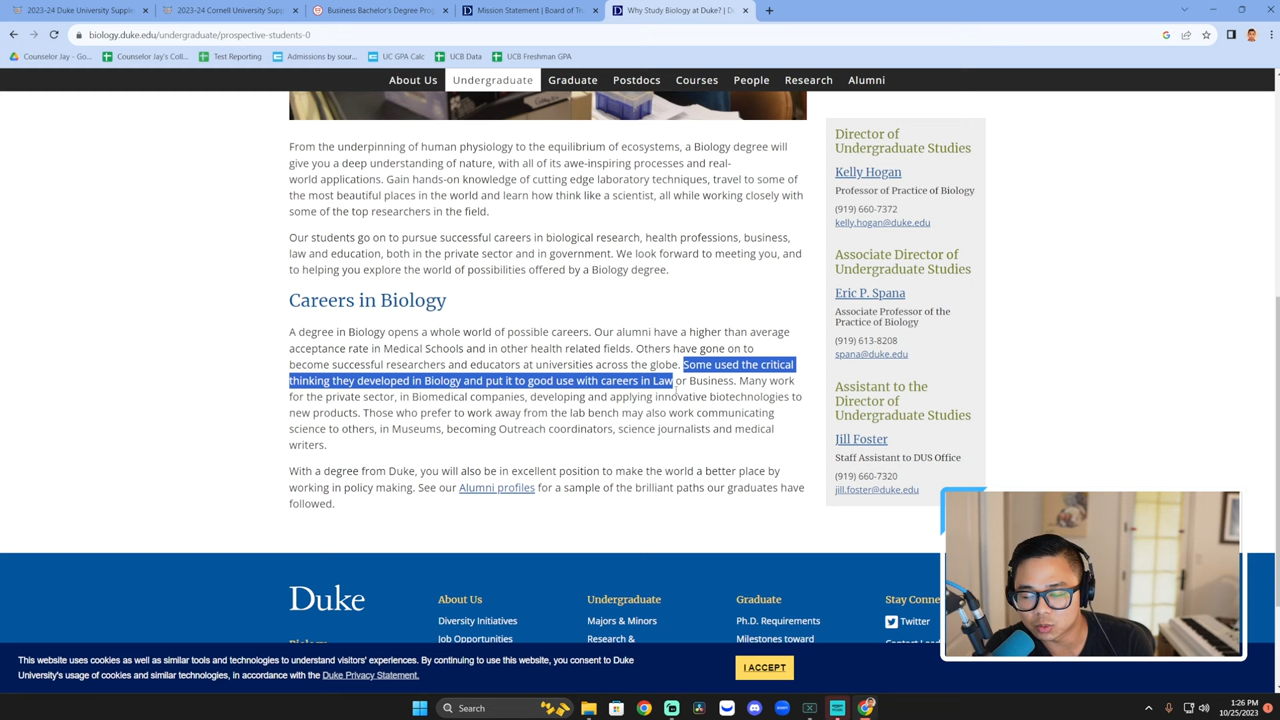 2023-24 Duke University Supple
2023-24 Cornell University Supp
Business Bachelor's Degree Prog
Mission Statement | Board of Tru
Why Study Biology at Duke? | D
biology.duke.edu/undergraduate/prospective-students-0
Counselor Jay - Go...
Counselor Jay's Coll...
Test Reporting
Admissions by sour...
UC GPA Calc
UCB Data
UCB Freshman GPA
About Us
Undergraduate
Graduate
Postdocs
Courses
People
Research
Alumni
From the underpinning of human physiology to the equilibrium of ecosystems, a Biology degree will
give you a deep understanding of nature, with all of its awe-inspiring processes and real-
world applications. Gain hands-on knowledge of cutting edge laboratory techniques, travel to some of
the most beautiful places in the world and learn how think like a scientist, all while working closely with
some of the top researchers in the field.
Our students go on to pursue successful careers in biological research, health professions, business,
law and education, both in the private sector and in government. We look forward to meeting you, and
to helping you explore the world of possibilities offered by a Biology degree.
Careers in Biology
A degree in Biology opens a whole world of possible careers. Our alumni have a higher than average
acceptance rate in Medical Schools and in other health related fields. Others have gone on to
become successful researchers and educators at universities across the globe. Some used the critical
thinking they developed in Biology and put it to good use with careers in Law or Business. Many work
for the private sector, in Biomedical companies, developing and applying innovative biotechnologies to
new products. Those who prefer to work away from the lab bench may also work communicating
science to others, in Museums, becoming Outreach coordinators, science journalists and medical
writers.
With a degree from Duke, you will also be in excellent position to make the world a better place by
working in policy making. See our Alumni profiles for a sample of the brilliant paths our graduates have
followed.
Director of
Undergraduate Studies
Kelly Hogan
Professor of Practice of Biology
(919) 660-7372
kelly.hogan@duke.edu
Associate Director of
Undergraduate Studies
Eric P. Spana
Associate Professor of the
Practice of Biology
(919) 613-8208
spana@duke.edu
Assistant to the
Director of
Undergraduate Studies
Jill Foster
Staff Assistant to DUS Office
(919) 660-7320
jill.foster@duke.edu
Duke
About Us
Diversity Initiatives
Job Opportunities
Undergraduate
Majors & Minors
Research &
Graduate
Ph.D. Requirements
Milestones toward
Stay Conne
Twitter
This website uses cookies as well as similar tools and technologies to understand visitors' experiences. By continuing to use this website, you consent to Duke
University's usage of cookies and similar technologies, in accordance with the Duke Privacy Statement.
I ACCEPT
Search
1:26 PM
10/25/2023